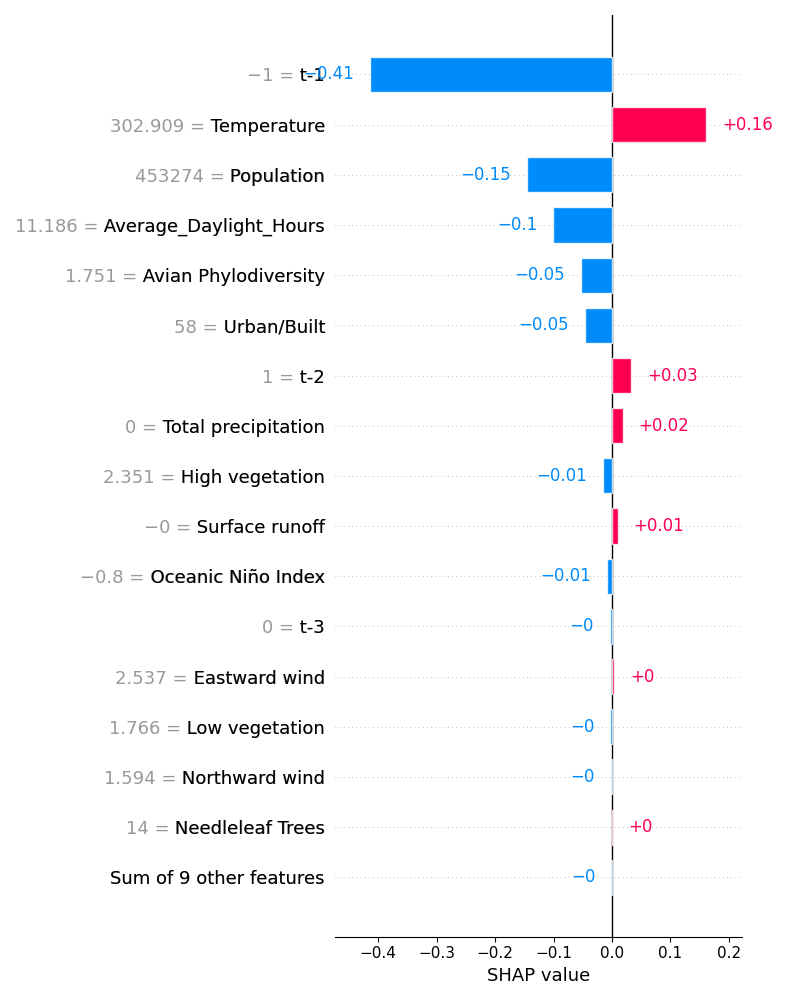 −1 = t-1 −0.41
302.909 = Temperature +0.16
453274 = Population −0.15
11.186 = Average_Daylight_Hours −0.1
1.751 = Avian Phylodiversity −0.05
58 = Urban/Built −0.05
1 = t-2 +0.03
0 = Total precipitation +0.02
2.351 = High vegetation −0.01
−0 = Surface runoff +0.01
−0.8 = Oceanic Niño Index −0.01
0 = t-3 −0
2.537 = Eastward wind +0
1.766 = Low vegetation −0
1.594 = Northward wind −0
14 = Needleleaf Trees +0
Sum of 9 other features −0
−0.4 −0.3 −0.2 −0.1 0.0 0.1 0.2
SHAP value